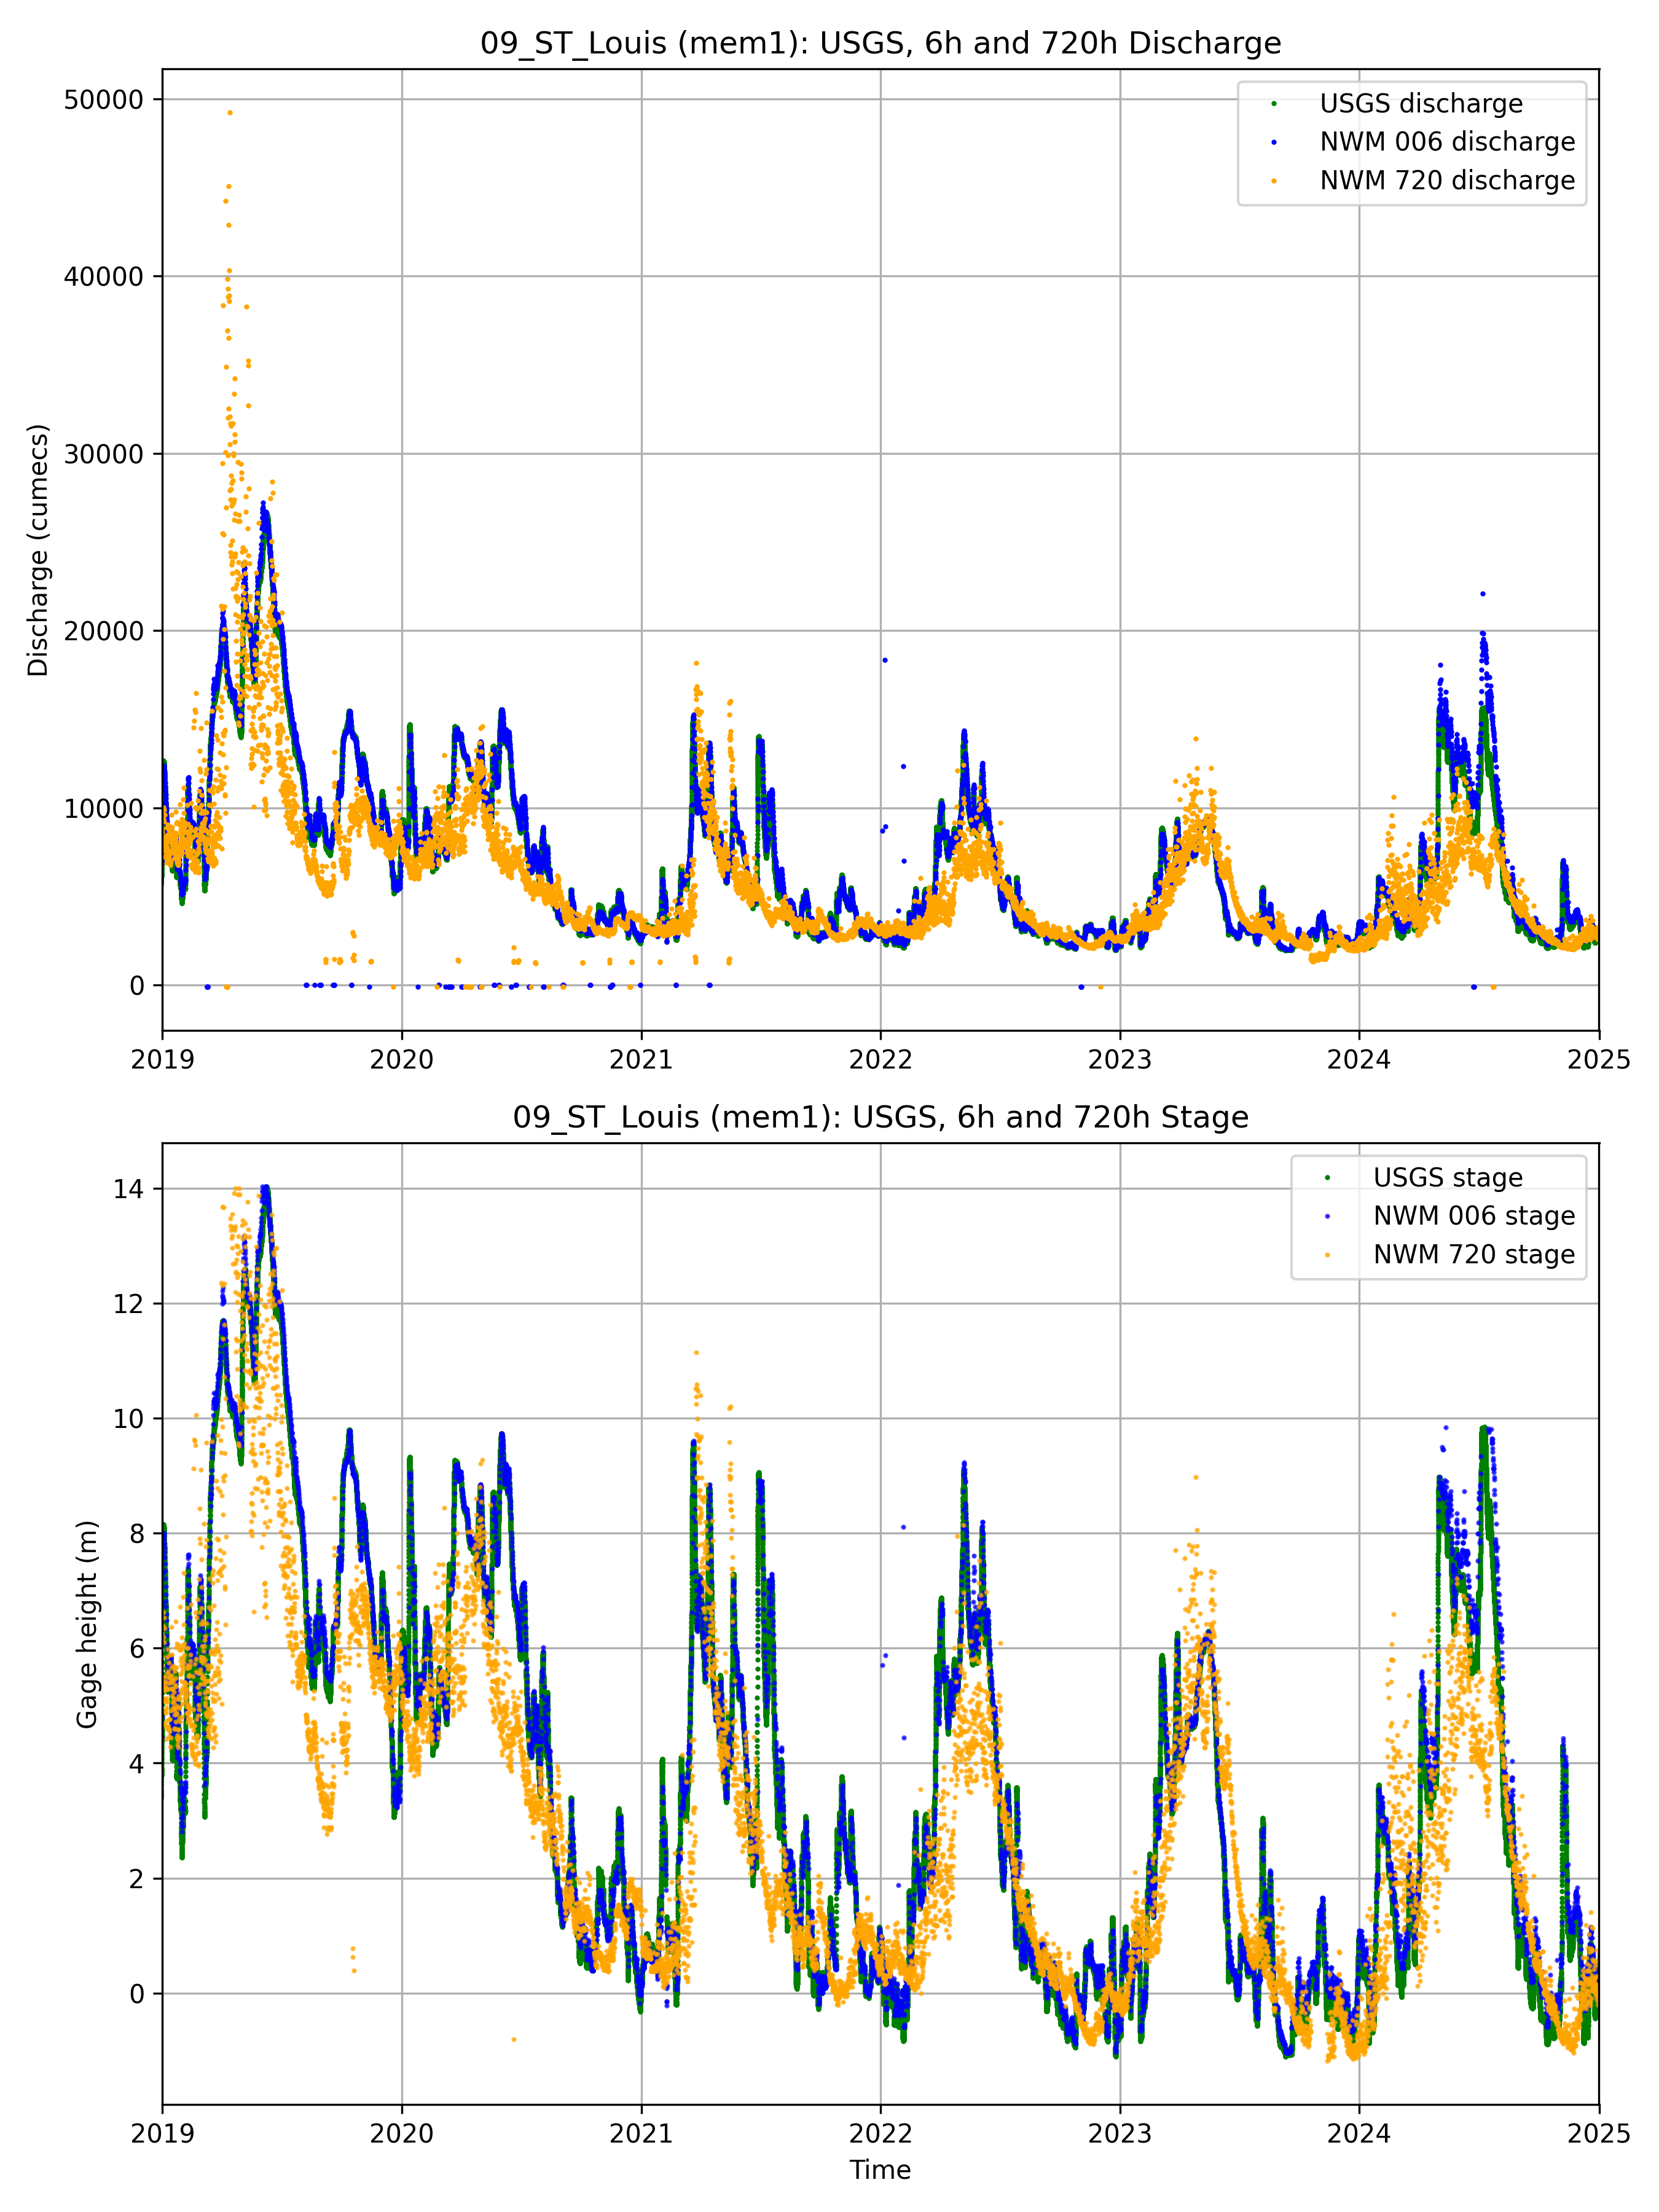 09_ST_Louis (mem1): USGS, 6h and 720h Discharge
50000
40000
30000
20000
10000
0
Discharge (cumecs)
USGS discharge
NWM 006 discharge
NWM 720 discharge
2019 2020 2021 2022 2023 2024 2025
09_ST_Louis (mem1): USGS, 6h and 720h Stage
14
12
10
8
6
4
2
0
Gage height (m)
USGS stage
NWM 006 stage
NWM 720 stage
2019 2020 2021 2022 2023 2024 2025
Time